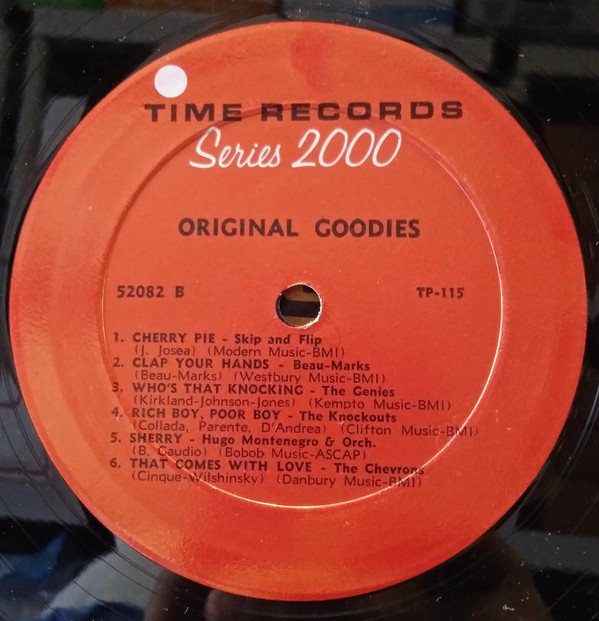 TIME RECORDS
Series 2000
ORIGINAL GOODIES
52082 B TP-115
1. CHERRY PIE - Skip and Flip
(J. Josea) (Modern Music-BMI)
2. CLAP YOUR HANDS - Beau-Marks
(Beau-Marks) (Westbury Music-BMI)
3. WHO'S THAT KNOCKING - The Genies
(Kirkland-Johnson-Jones) (Kempto Music-BMI)
4. RICH BOY, POOR BOY - The Knockouts
(Collada, Parente, D'Andrea) (Clifton Music-BMI)
5. SHERRY - Hugo Montenegro & Orch.
(B. Gaudio) (Bobob Music-ASCAP)
6. THAT COMES WITH LOVE - The Chevrons
(Cinque-Wilshinsky) (Danbury Music-BMI)